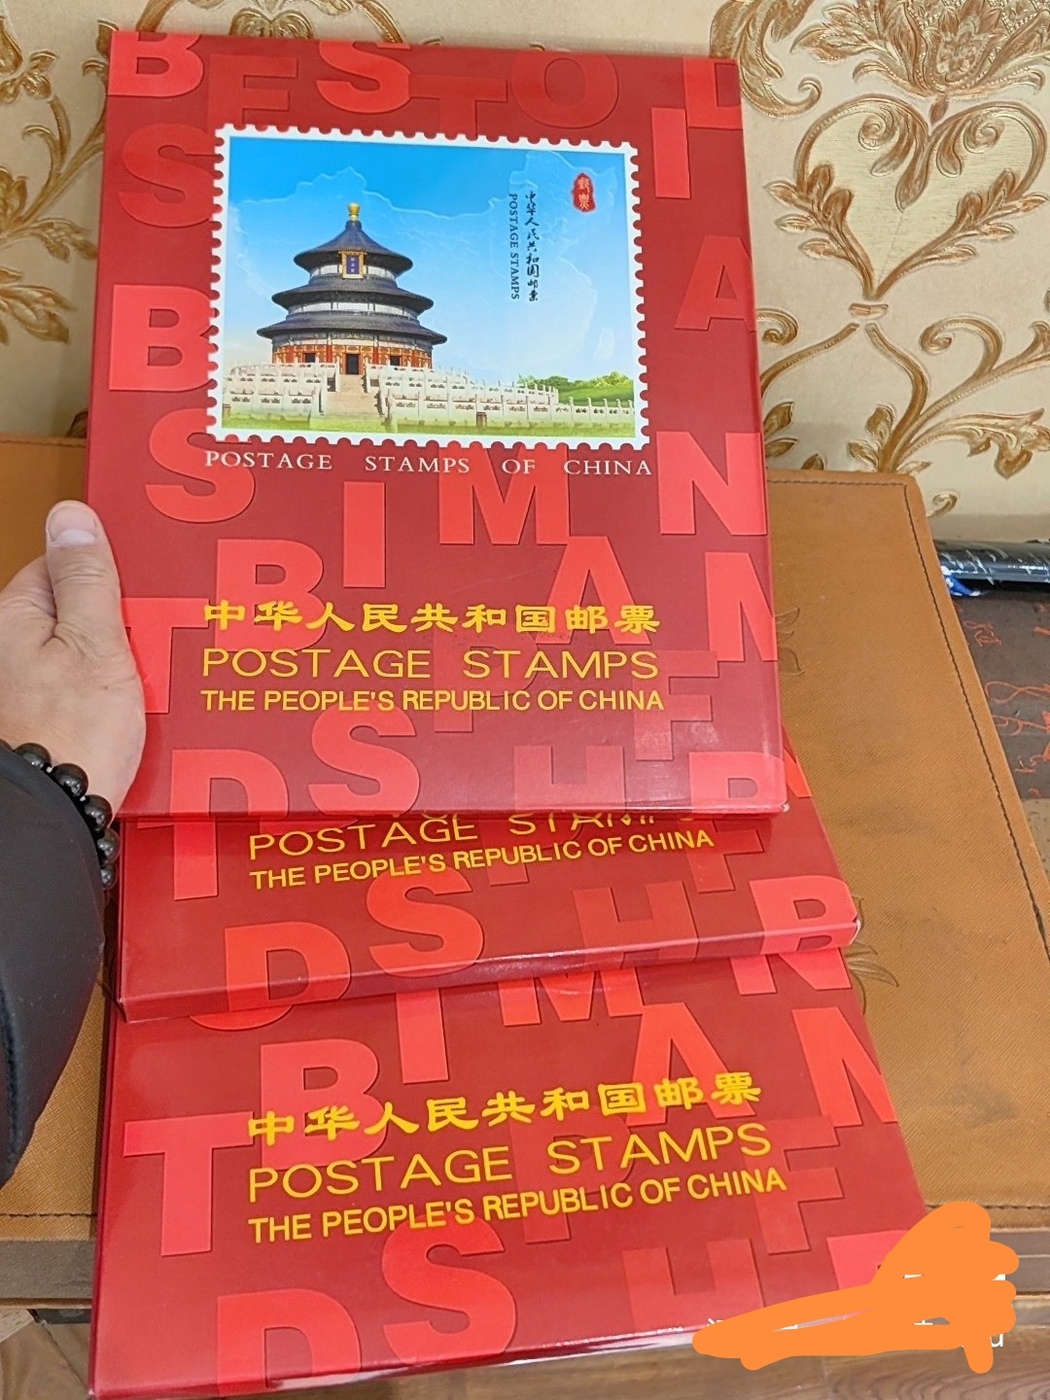 中华人民共和国邮票
POSTAGE STAMPS
POSTAGE STAMPS OF CHINA
中华人民共和国邮票
POSTAGE STAMPS
THE PEOPLE'S REPUBLIC OF CHINA
POSTAGE STAMPS
THE PEOPLE'S REPUBLIC OF CHINA
中华人民共和国邮票
POSTAGE STAMPS
THE PEOPLE'S REPUBLIC OF CHINA